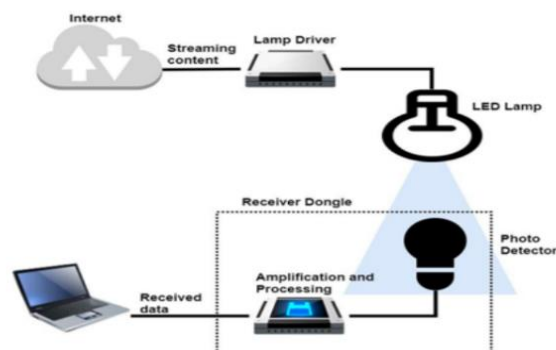 Internet
Streaming
content
Lamp Driver
LED Lamp
Receiver Dongle
Photo
Detector
Amplification and
Processing
Received
data